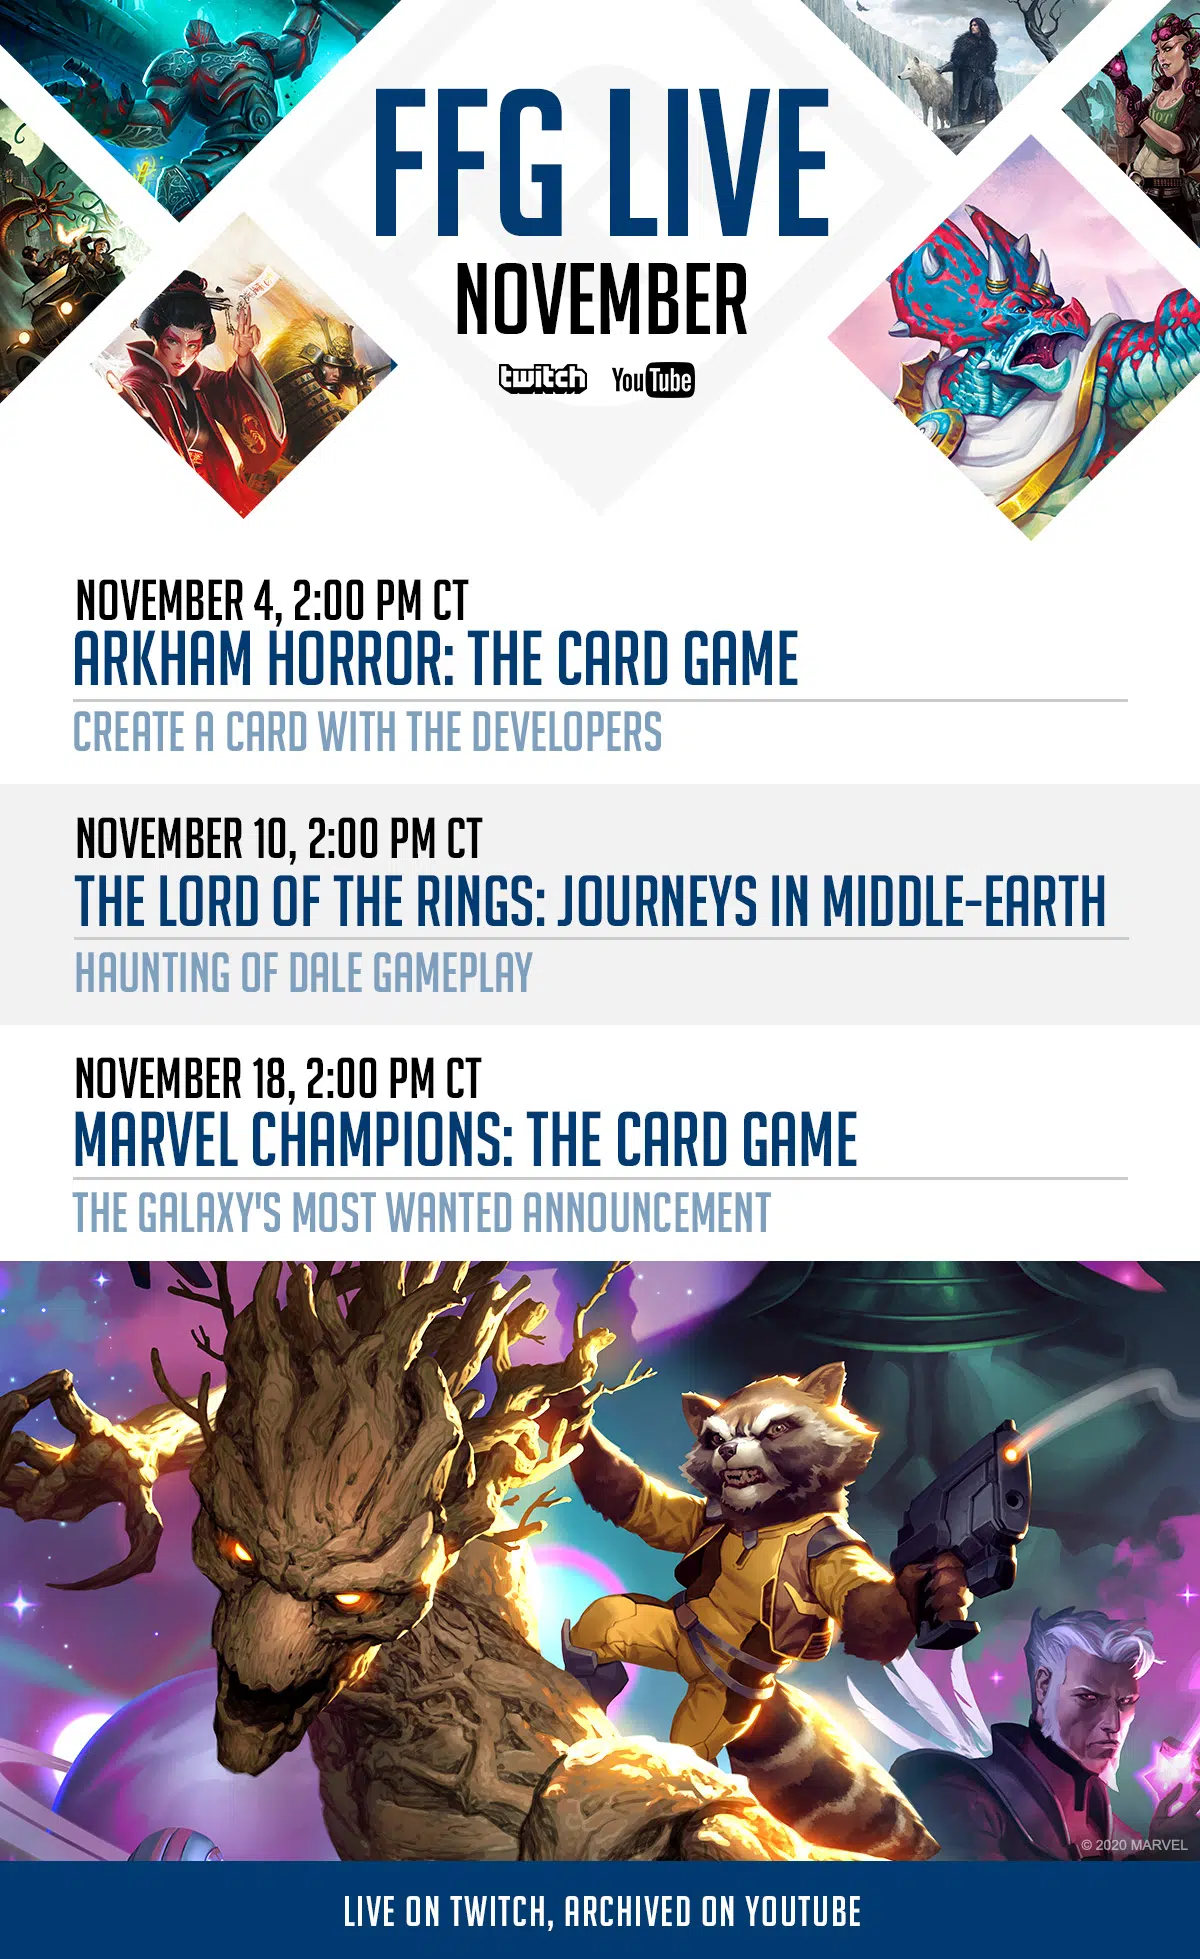 FFG LIVE
NOVEMBER
twitch YouTube
NOVEMBER 4, 2:00 PM CT
ARKHAM HORROR: THE CARD GAME
CREATE A CARD WITH THE DEVELOPERS
NOVEMBER 10, 2:00 PM CT
THE LORD OF THE RINGS: JOURNEYS IN MIDDLE-EARTH
HAUNTING OF DALE GAMEPLAY
NOVEMBER 18, 2:00 PM CT
MARVEL CHAMPIONS: THE CARD GAME
THE GALAXY'S MOST WANTED ANNOUNCEMENT
© 2020 MARVEL
LIVE ON TWITCH, ARCHIVED ON YOUTUBE